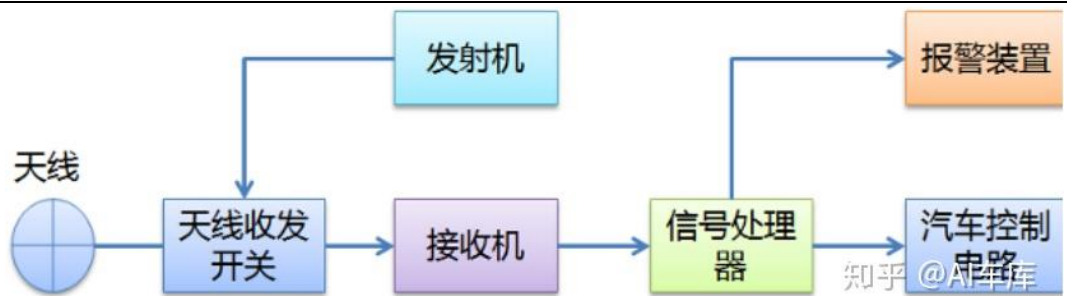 发射机
报警装置
天线
天线收发
开关
接收机
信号处理
器
汽车控制
电路
知乎 @AI车库